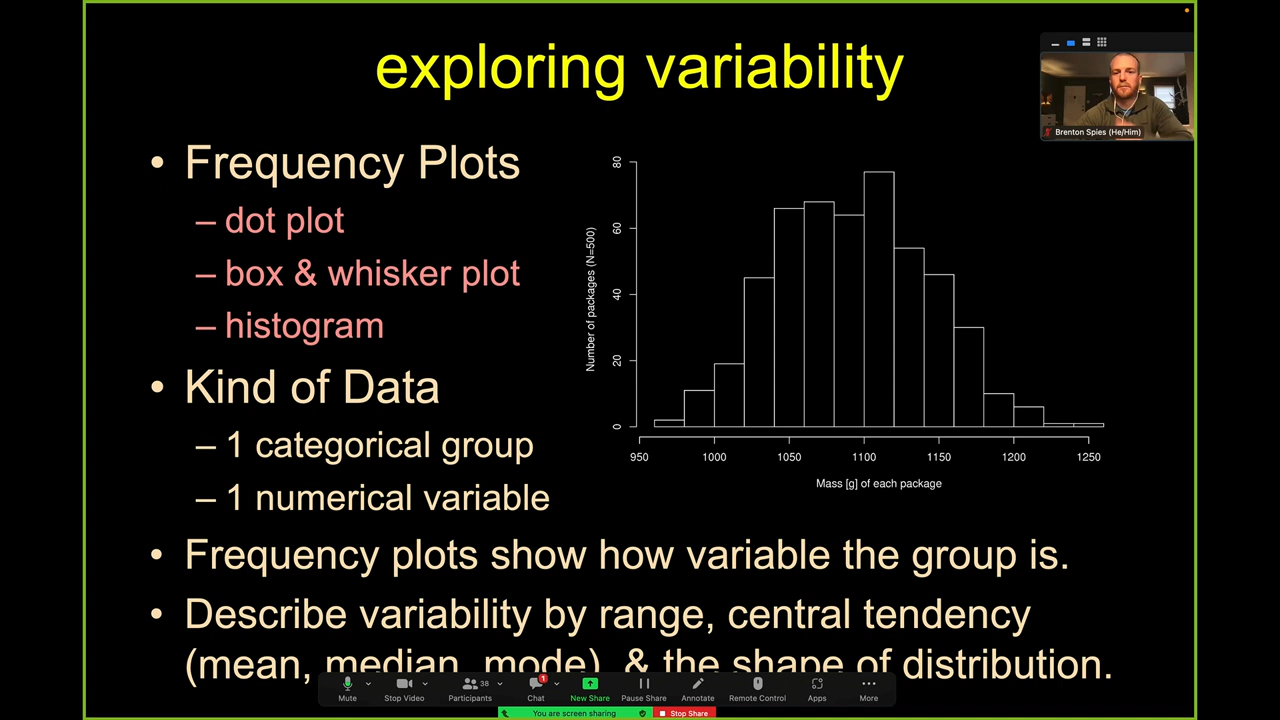 exploring variability
Brenton Spies (He/Him)
• Frequency Plots
– dot plot
– box & whisker plot
– histogram
• Kind of Data
– 1 categorical group
– 1 numerical variable
Number of packages (N=500)
80
60
40
20
0
950 1000 1050 1100 1150 1200 1250
Mass [g] of each package
• Frequency plots show how variable the group is.
• Describe variability by range, central tendency
(mean, median, mode), & the shape of distribution.
Mute Stop Video Participants 38 Chat 1 New Share Pause Share Annotate Remote Control Apps More
You are screen sharing Stop Share